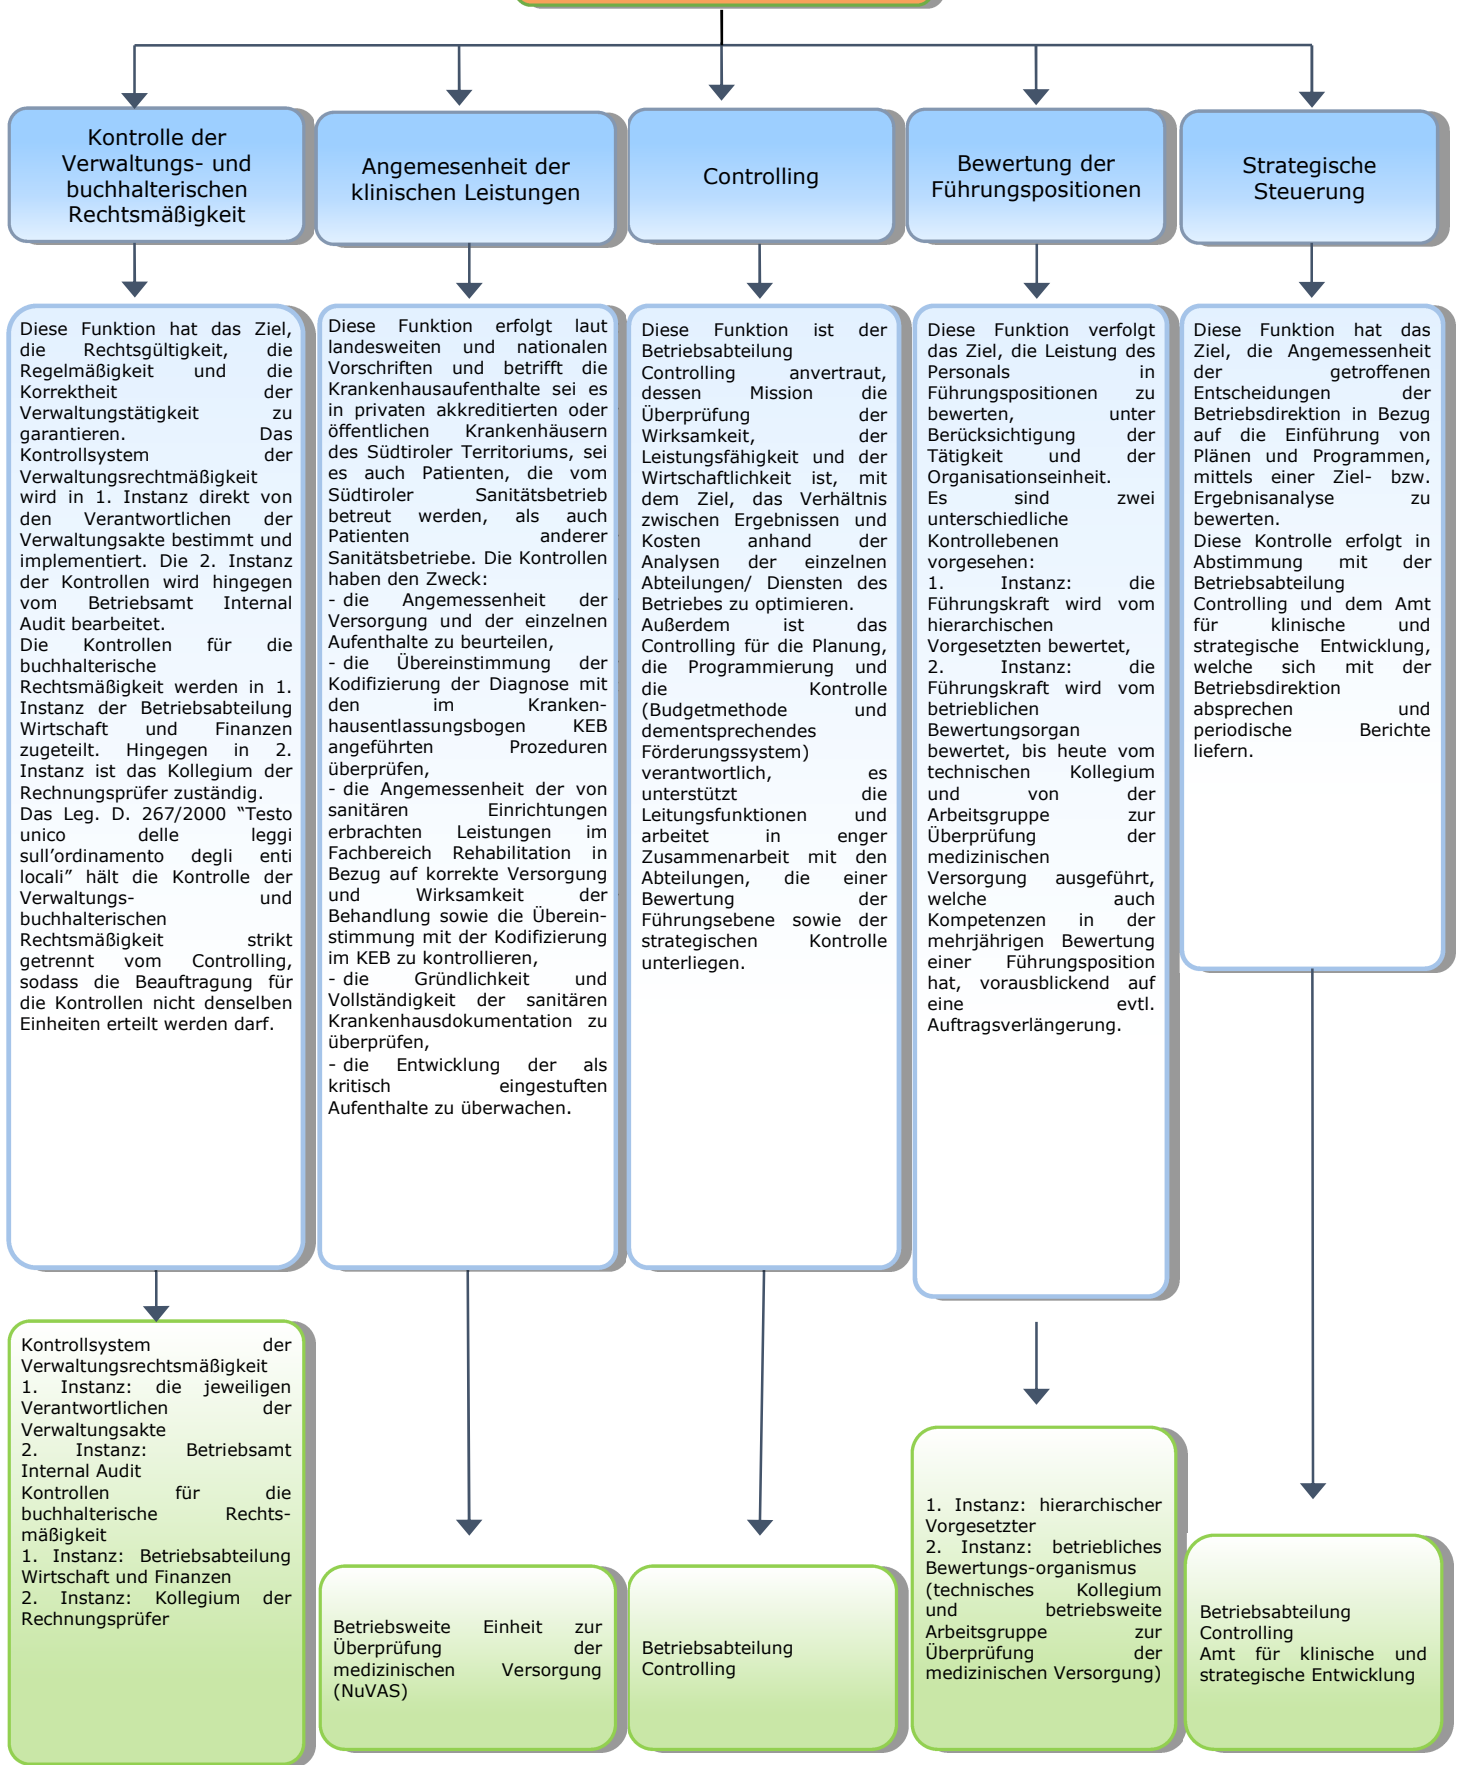 Kontrolle der
Verwaltungs- und
buchhalterischen
Rechtsmäßigkeit
Angemesenheit der
klinischen Leistungen
Controlling
Bewertung der
Führungspositionen
Strategische
Steuerung
Diese Funktion hat das Ziel,
die Rechtsgültigkeit, die
Regelmäßigkeit und die
Korrektheit der
Verwaltungstätigkeit zu
garantieren. Das
Kontrollsystem der
Verwaltungsrechtmäßigkeit
wird in 1. Instanz direkt von
den Verantwortlichen der
Verwaltungsakte bestimmt und
implementiert. Die 2. Instanz
der Kontrollen wird hingegen
vom Betriebsamt Internal
Audit bearbeitet.
Die Kontrollen für die
buchhalterische
Rechtsmäßigkeit werden in 1.
Instanz der Betriebsabteilung
Wirtschaft und Finanzen
zugeteilt. Hingegen in 2.
Instanz ist das Kollegium der
Rechnungsprüfer zuständig.
Das Leg. D. 267/2000 “Testo
unico delle leggi
sull’ordinamento degli enti
locali” hält die Kontrolle der
Verwaltungs- und
buchhalterischen
Rechtsmäßigkeit strikt
getrennt vom Controlling,
sodass die Beauftragung für
die Kontrollen nicht denselben
Einheiten erteilt werden darf.
Diese Funktion erfolgt laut
landesweiten und nationalen
Vorschriften und betrifft die
Krankenhausaufenthalte sei es
in privaten akkreditierten oder
öffentlichen Krankenhäusern
des Südtiroler Territoriums, sei
es auch Patienten, die vom
Südtiroler Sanitätsbetrieb
betreut werden, als auch
Patienten anderer
Sanitätsbetriebe. Die Kontrollen
haben den Zweck:
- die Angemessenheit der
Versorgung und der einzelnen
Aufenthalte zu beurteilen,
- die Übereinstimmung der
Kodifizierung der Diagnose mit
den im Kranken-
hausentlassungsbogen KEB
angeführten Prozeduren
überprüfen,
- die Angemessenheit der von
sanitären Einrichtungen
erbrachten Leistungen im
Fachbereich Rehabilitation in
Bezug auf korrekte Versorgung
und Wirksamkeit der
Behandlung sowie die Überein-
stimmung mit der Kodifizierung
im KEB zu kontrollieren,
- die Gründlichkeit und
Vollständigkeit der sanitären
Krankenhausdokumentation zu
überprüfen,
- die Entwicklung der als
kritisch eingestuften
Aufenthalte zu überwachen.
Diese Funktion ist der
Betriebsabteilung
Controlling anvertraut,
dessen Mission die
Überprüfung der
Wirksamkeit, der
Leistungsfähigkeit und der
Wirtschaftlichkeit ist, mit
dem Ziel, das Verhältnis
zwischen Ergebnissen und
Kosten anhand der
Analysen der einzelnen
Abteilungen/ Diensten des
Betriebes zu optimieren.
Außerdem ist das
Controlling für die Planung,
die Programmierung und
die Kontrolle
(Budgetmethode und
dementsprechendes
Förderungssystem)
verantwortlich, es
unterstützt die
Leitungsfunktionen und
arbeitet in enger
Zusammenarbeit mit den
Abteilungen, die einer
Bewertung der
Führungsebene sowie der
strategischen Kontrolle
unterliegen.
Diese Funktion verfolgt
das Ziel, die Leistung des
Personals in
Führungspositionen zu
bewerten, unter
Berücksichtigung der
Tätigkeit und der
Organisationseinheit.
Es sind zwei
unterschiedliche
Kontrollebenen
vorgesehen:
1. Instanz: die
Führungskraft wird vom
hierarchischen
Vorgesetzten bewertet,
2. Instanz: die
Führungskraft wird vom
betrieblichen
Bewertungsorgan
bewertet, bis heute vom
technischen Kollegium
und von der
Arbeitsgruppe zur
Überprüfung der
medizinischen
Versorgung ausgeführt,
welche auch
Kompetenzen in der
mehrjährigen Bewertung
einer Führungsposition
hat, vorausblickend auf
eine evtl.
Auftragsverlängerung.
Diese Funktion hat das
Ziel, die Angemessenheit
der getroffenen
Entscheidungen der
Betriebsdirektion in Bezug
auf die Einführung von
Plänen und Programmen,
mittels einer Ziel- bzw.
Ergebnisanalyse zu
bewerten.
Diese Kontrolle erfolgt in
Abstimmung mit der
Betriebsabteilung
Controlling und dem Amt
für klinische und
strategische Entwicklung,
welche sich mit der
Betriebsdirektion
absprechen und
periodische Berichte
liefern.
Kontrollsystem der
Verwaltungsrechtsmäßigkeit
1. Instanz: die jeweiligen
Verantwortlichen der
Verwaltungsakte
2. Instanz: Betriebsamt
Internal Audit
Kontrollen für die
buchhalterische Rechts-
mäßigkeit
1. Instanz: Betriebsabteilung
Wirtschaft und Finanzen
2. Instanz: Kollegium der
Rechnungsprüfer
Betriebsweite Einheit zur
Überprüfung der
medizinischen Versorgung
(NuVAS)
Betriebsabteilung
Controlling
1. Instanz: hierarchischer
Vorgesetzter
2. Instanz: betriebliches
Bewertungs-organismus
(technisches Kollegium
und betriebsweite
Arbeitsgruppe zur
Überprüfung der
medizinischen Versorgung)
Betriebsabteilung
Controlling
Amt für klinische und
strategische Entwicklung